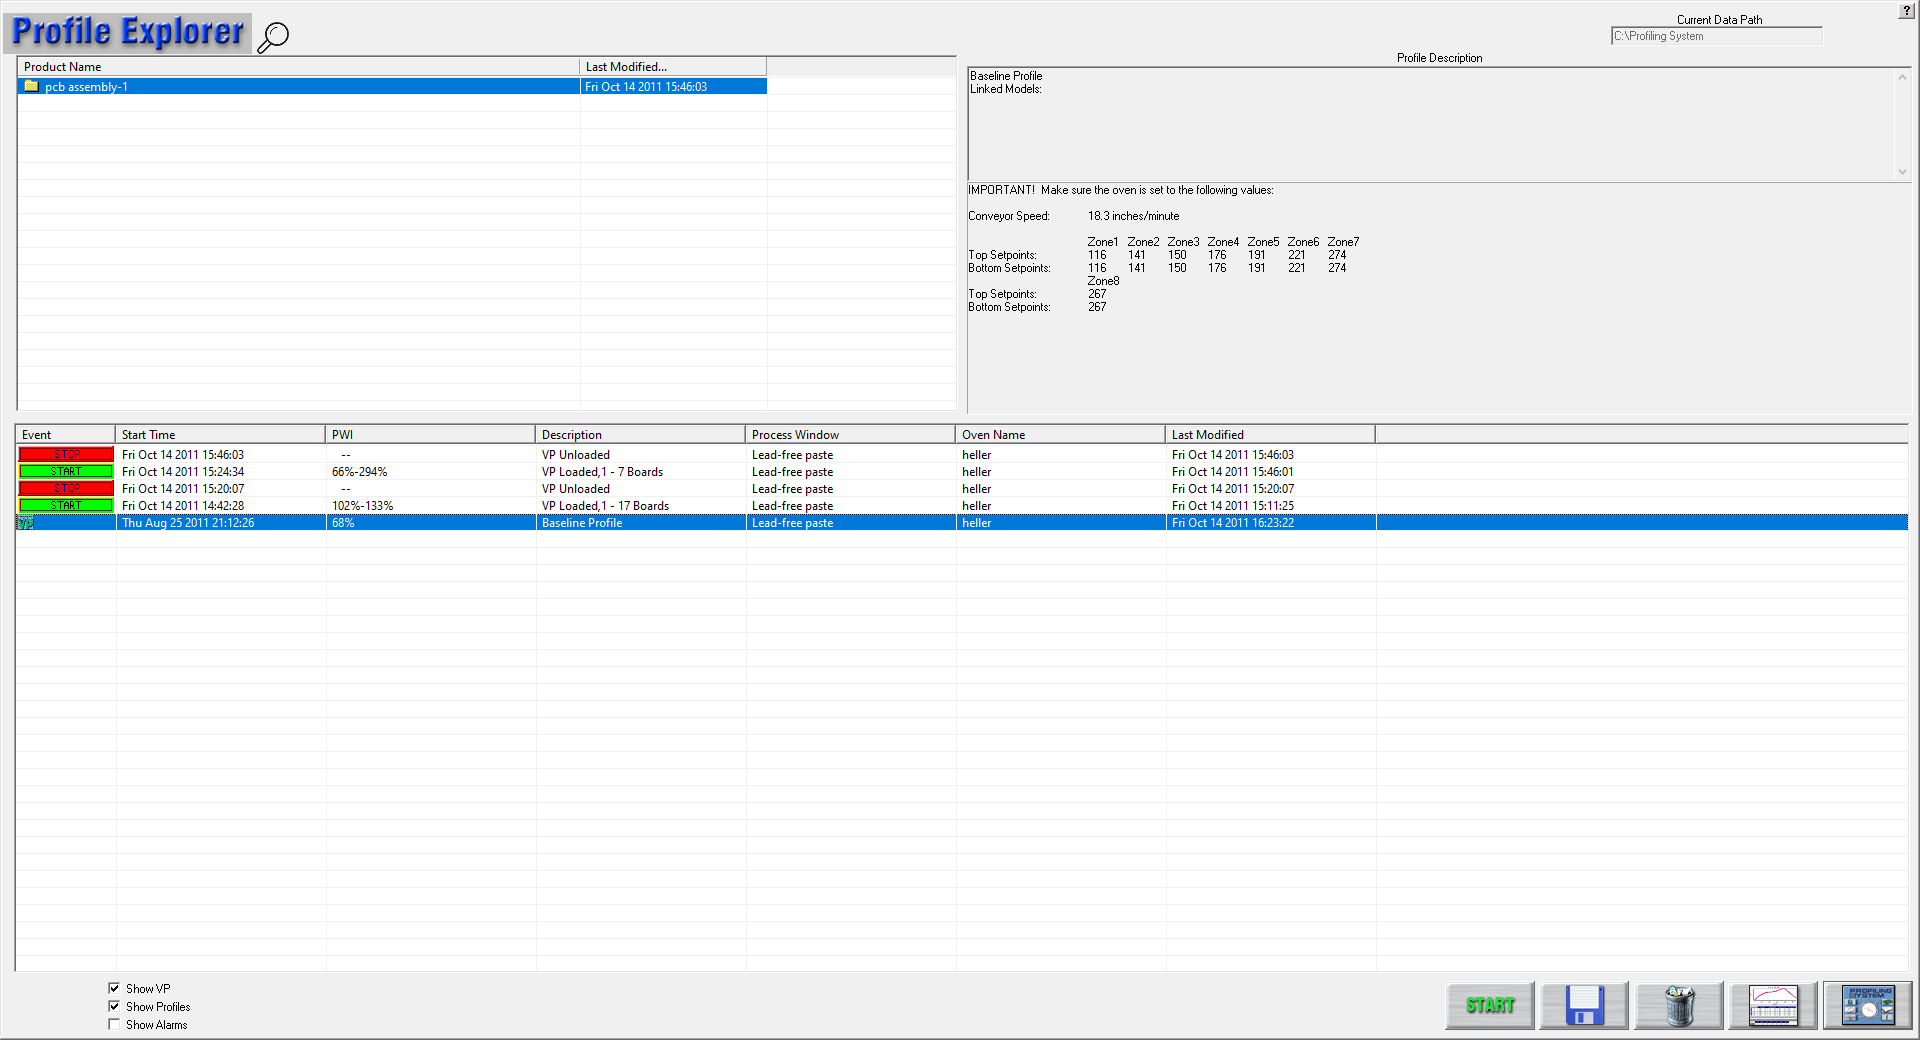 Profile Explorer
?
Current Data Path
C:\Profiling System
Product Name Last Modified...
pcb assembly-1 Fri Oct 14 2011 15:46:03
Profile Description
Baseline Profile
Linked Models:
IMPORTANT! Make sure the oven is set to the following values:
Conveyor Speed: 18.3 inches/minute
Zone1 Zone2 Zone3 Zone4 Zone5 Zone6 Zone7
Top Setpoints: 116 141 150 176 191 221 274
Bottom Setpoints: 116 141 150 176 191 221 274
Zone8
Top Setpoints: 267
Bottom Setpoints: 267
Event Start Time PWI Description Process Window Oven Name Last Modified
STOP Fri Oct 14 2011 15:46:03 -- VP Unloaded Lead-free paste heller Fri Oct 14 2011 15:46:03
START Fri Oct 14 2011 15:24:34 66%-294% VP Loaded,1 - 7 Boards Lead-free paste heller Fri Oct 14 2011 15:46:01
STOP Fri Oct 14 2011 15:20:07 -- VP Unloaded Lead-free paste heller Fri Oct 14 2011 15:20:07
START Fri Oct 14 2011 14:42:28 102%-133% VP Loaded,1 - 17 Boards Lead-free paste heller Fri Oct 14 2011 15:11:25
VP Thu Aug 25 2011 21:12:26 68% Baseline Profile Lead-free paste heller Fri Oct 14 2011 16:23:22
Show VP
Show Profiles
Show Alarms
START
PROFILING
SYSTEM